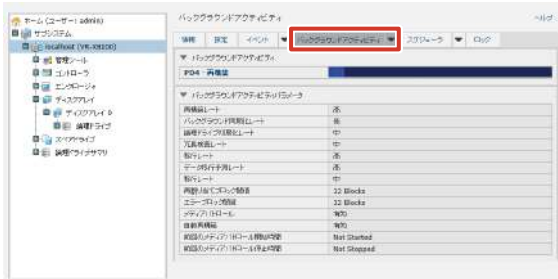 ホーム (ユーザー: admin)
サブシステム
localhost (VR-XH200)
管理ツール
コントローラ
エンクロージャ
ディスクアレイ
ディスクアレイ 0
論理ドライブ
スペアドライブ
論理ドライブサマリ
バックグラウンドアクティビティ
ヘルプ
情報 設定 イベント バックグラウンドアクティビティ スケジューラ ロック
バックグラウンドアクティビティ
PD4 - 再構築
バックグラウンドアクティビティパラメータ
再構築レート 高
バックグラウンド同期化レート
論理ドライブ初期化レート 中
冗長検査レート 中
移行レート 高
データ移行予測レート 高
移行レート 中
再割り当てブロック閾値 32 Blocks
エラーブロック閾値 32 Blocks
メディアパトロール 有効
自動再構築 有効
前回のメディアパトロール開始時間 Not Started
前回のメディアパトロール停止時間 Not Stopped